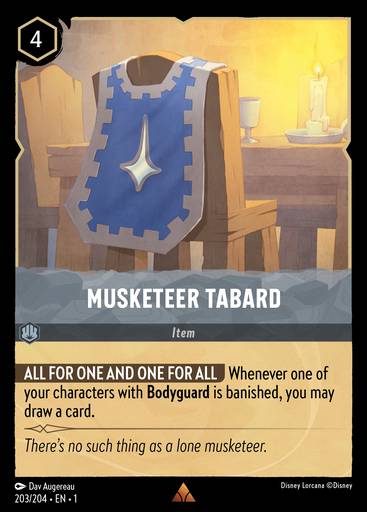 4
MUSKETEER TABARD
Item
ALL FOR ONE AND ONE FOR ALL Whenever one of
your characters with Bodyguard is banished, you may
draw a card.
There's no such thing as a lone musketeer.
Dav Augereau
Disney Lorcana ©Disney
203/204 • EN • 1